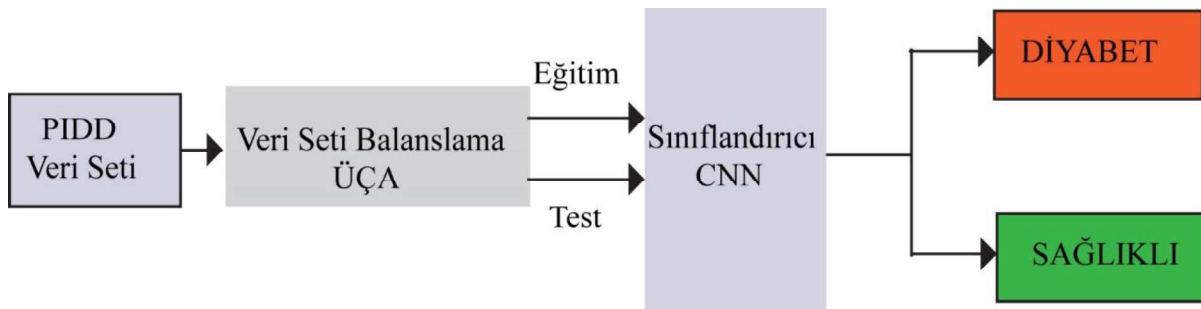 PIDD
Veri Seti
Veri Seti Balanslama
ÜÇA
Eğitim
Test
Sınıflandırıcı
CNN
DİYABET
SAĞLIKLI